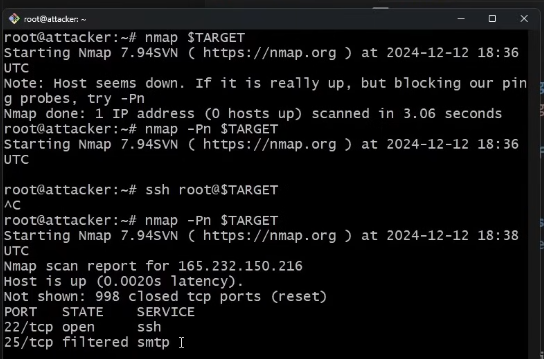 root@attacker: ~
root@attacker:~# nmap $TARGET
Starting Nmap 7.94SVN ( https://nmap.org ) at 2024-12-12 18:36
UTC
Note: Host seems down. If it is really up, but blocking our pin
g probes, try -Pn
Nmap done: 1 IP address (0 hosts up) scanned in 3.06 seconds
root@attacker:~# nmap -Pn $TARGET
Starting Nmap 7.94SVN ( https://nmap.org ) at 2024-12-12 18:36
UTC
root@attacker:~# ssh root@$TARGET
^C
root@attacker:~# nmap -Pn $TARGET
Starting Nmap 7.94SVN ( https://nmap.org ) at 2024-12-12 18:38
UTC
Nmap scan report for 165.232.150.216
Host is up (0.0020s latency).
Not shown: 998 closed tcp ports (reset)
PORT   STATE    SERVICE
22/tcp open     ssh
25/tcp filtered smtp